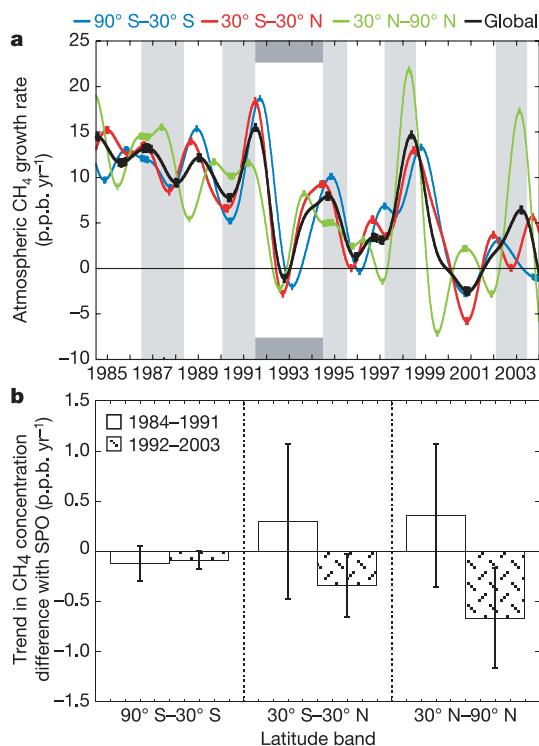 90° S–30° S 30° S–30° N 30° N–90° N Global
a
Atmospheric CH4 growth rate
(p.p.b. yr⁻¹)
25
20
15
10
5
0
−5
−10
1985 1987 1989 1991 1993 1995 1997 1999 2001 2003
b
Trend in CH4 concentration
difference with SPO (p.p.b. yr⁻¹)
1.5
1.0
0.5
0
−0.5
−1.0
−1.5
1984–1991
1992–2003
90° S–30° S 30° S–30° N 30° N–90° N
Latitude band